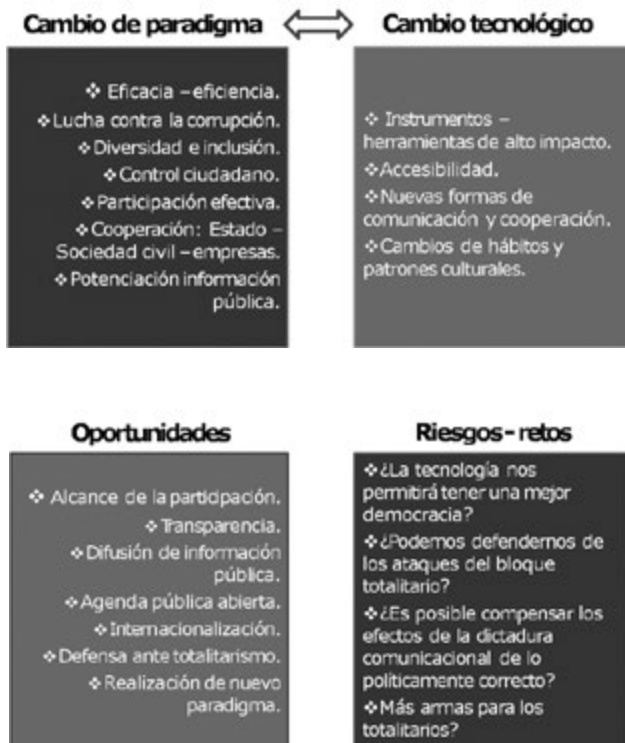 Cambio de paradigma
❖ Eficacia – eficiencia.
❖ Lucha contra la corrupción.
❖ Diversidad e inclusión.
❖ Control ciudadano.
❖ Participación efectiva.
❖ Cooperación: Estado –
Sociedad civil – empresas.
❖ Potenciación información
pública.
Cambio tecnológico
❖ Instrumentos –
herramientas de alto impacto.
❖ Accesibilidad.
❖ Nuevas formas de
comunicación y cooperación.
❖ Cambios de hábitos y
patrones culturales.
Oportunidades
❖ Alcance de la participación.
❖ Transparencia.
❖ Difusión de información
pública.
❖ Agenda pública abierta.
❖ Internacionalización.
❖ Defensa ante totalitarismo.
❖ Realización de nuevo
paradigma.
Riesgos - retos
❖ ¿La tecnología nos
permitirá tener una mejor
democracia?
❖ ¿Podemos defendernos de
los ataques del bloque
totalitario?
❖ ¿Es posible compensar los
efectos de la dictadura
comunicacional de lo
políticamente correcto?
❖ Más armas para los
totalitarios?